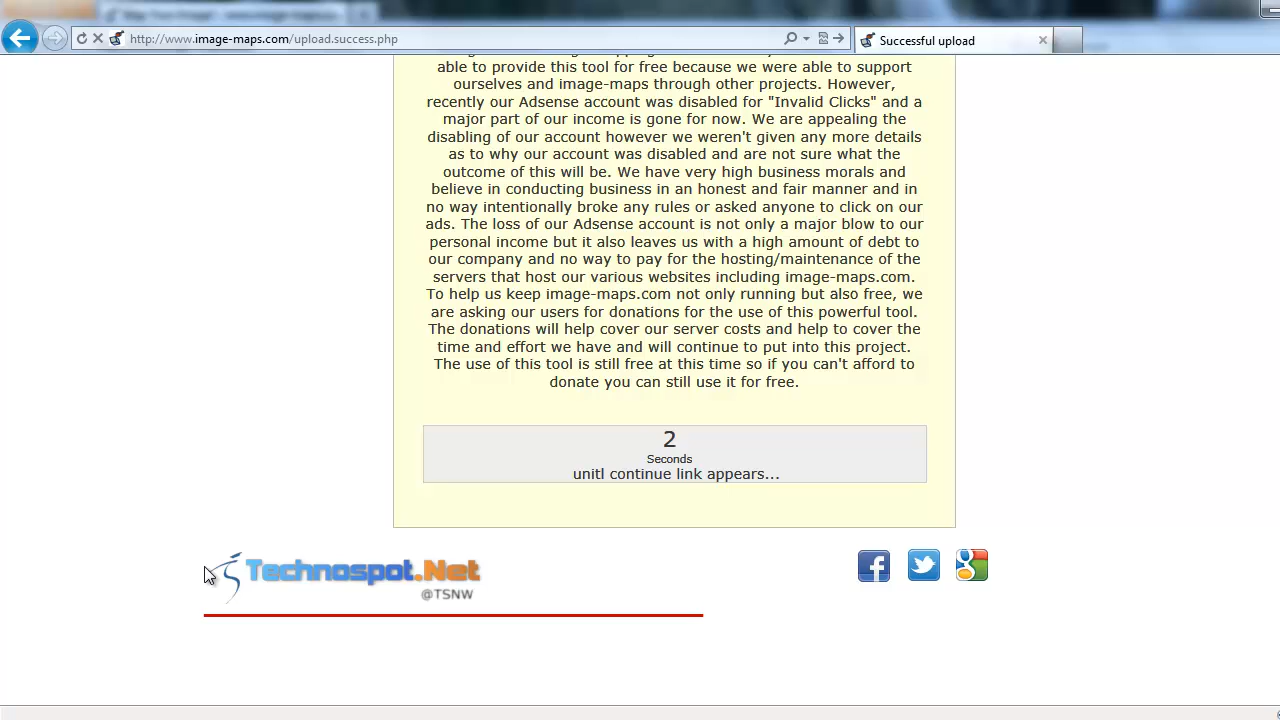 http://www.image-maps.com/upload.success.php
Successful upload
able to provide this tool for free because we were able to support
ourselves and image-maps through other projects. However,
recently our Adsense account was disabled for "Invalid Clicks" and a
major part of our income is gone for now. We are appealing the
disabling of our account however we weren't given any more details
as to why our account was disabled and are not sure what the
outcome of this will be. We have very high business morals and
believe in conducting business in an honest and fair manner and in
no way intentionally broke any rules or asked anyone to click on our
ads. The loss of our Adsense account is not only a major blow to our
personal income but it also leaves us with a high amount of debt to
our company and no way to pay for the hosting/maintenance of the
servers that host our various websites including image-maps.com.
To help us keep image-maps.com not only running but also free, we
are asking our users for donations for the use of this powerful tool.
The donations will help cover our server costs and help to cover the
time and effort we have and will continue to put into this project.
The use of this tool is still free at this time so if you can't afford to
donate you can still use it for free.
2
Seconds
unitl continue link appears...
Technospot.Net
@TSNW